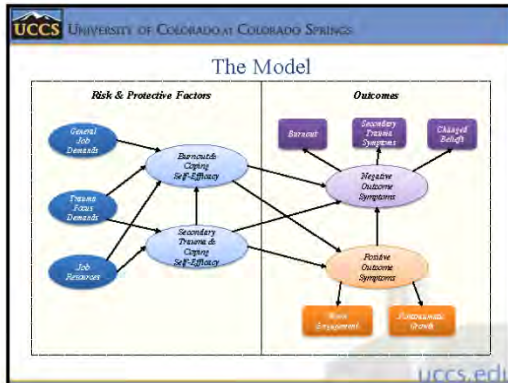 UCCS UNIVERSITY OF COLORADO AT COLORADO SPRINGS
The Model
Risk & Protective Factors
Outcomes
General
Job
Demands
Trauma
Focus
Demands
Job
Resources
Burnout &
Coping
Self-Efficacy
Secondary
Trauma &
Coping
Self-Efficacy
Burnout
Secondary
Trauma
Symptoms
Changed
Beliefs
Negative
Outcome
Symptoms
Positive
Outcome
Symptoms
Work
Engagement
Posttraumatic
Growth
uccs.edu